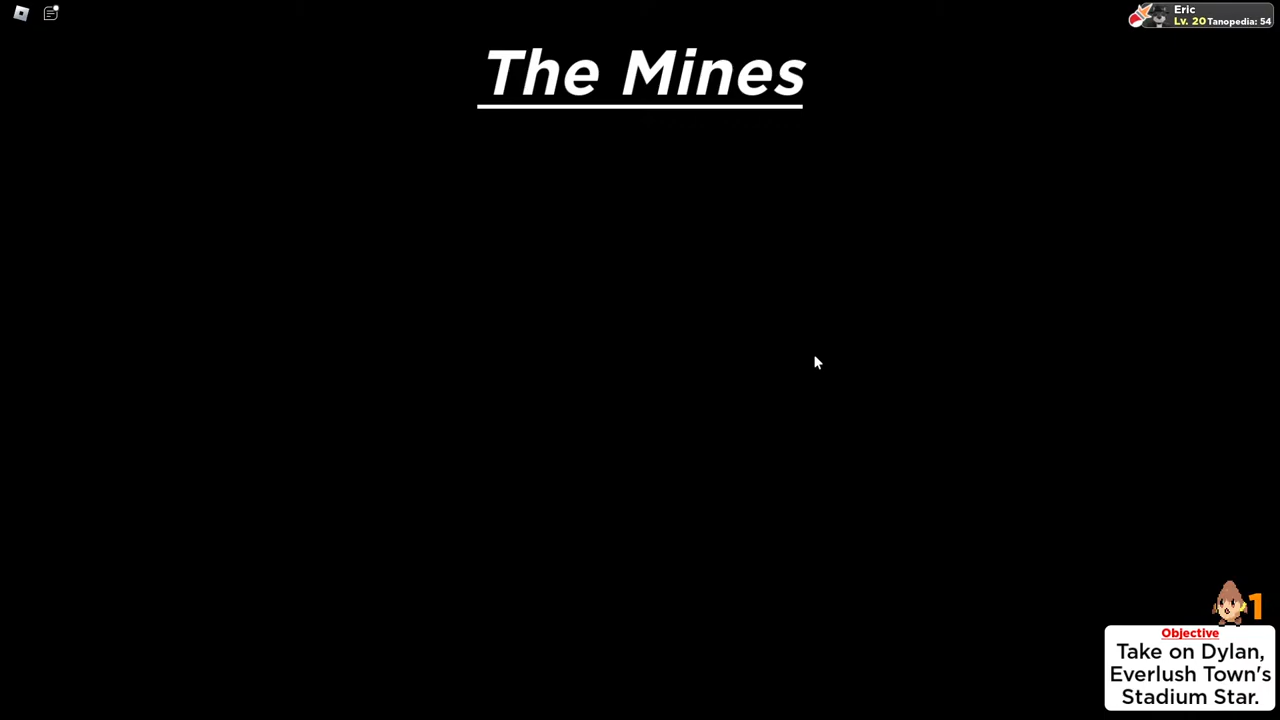 Eric
Lv. 20 Tanopedia: 54
The Mines
1
Objective
Take on Dylan,
Everlush Town's
Stadium Star.